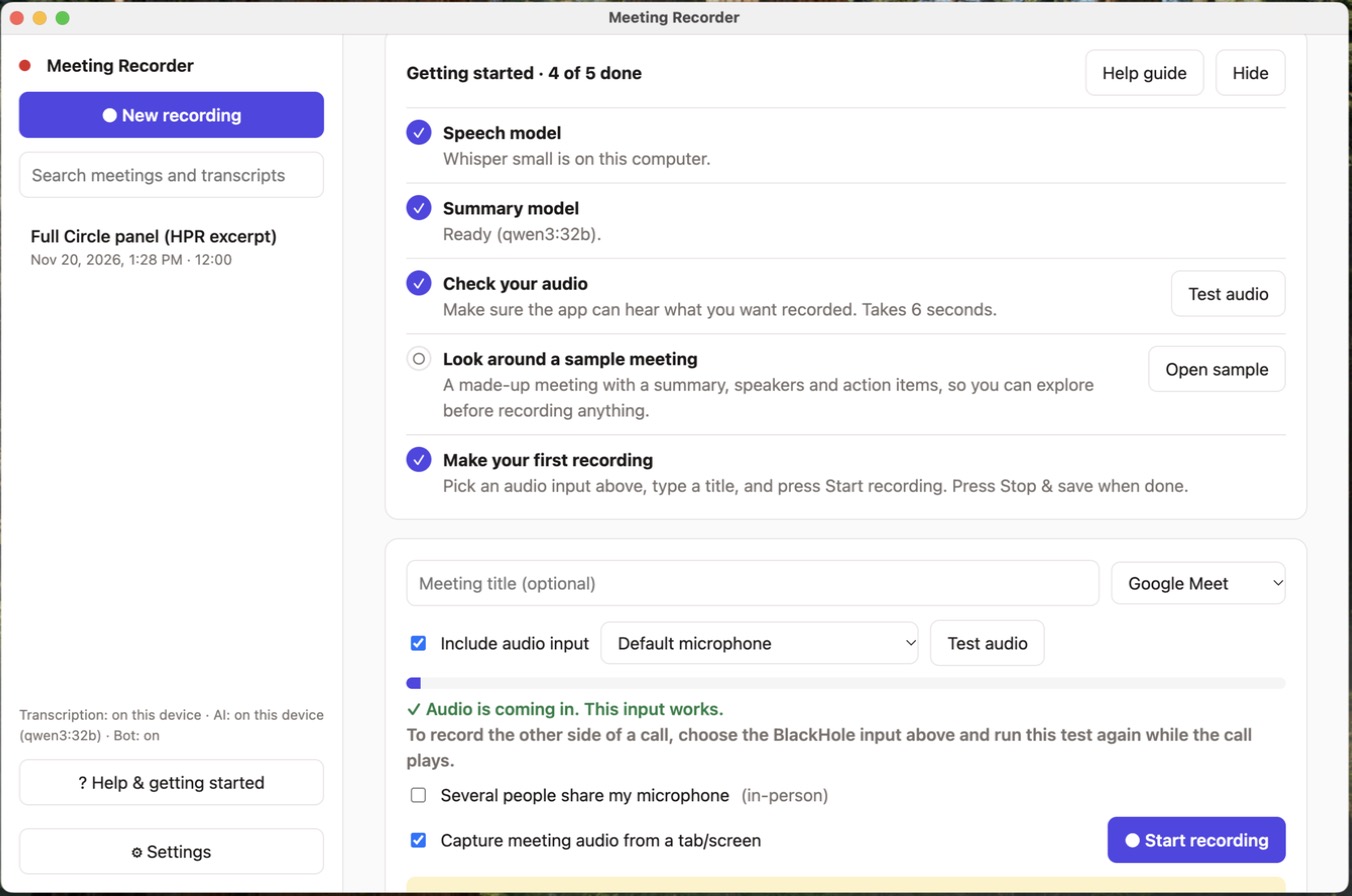 Meeting Recorder
Meeting Recorder
New recording
Search meetings and transcripts
Full Circle panel (HPR excerpt)
Nov 20, 2026, 1:28 PM · 12:00
Transcription: on this device · AI: on this device
(qwen3:32b) · Bot: on
? Help & getting started
⚙ Settings
Getting started · 4 of 5 done
Help guide
Hide
Speech model
Whisper small is on this computer.
Summary model
Ready (qwen3:32b).
Check your audio
Make sure the app can hear what you want recorded. Takes 6 seconds.
Test audio
Look around a sample meeting
A made-up meeting with a summary, speakers and action items, so you can explore
before recording anything.
Open sample
Make your first recording
Pick an audio input above, type a title, and press Start recording. Press Stop & save when done.
Meeting title (optional)
Google Meet
Include audio input
Default microphone
Test audio
✓ Audio is coming in. This input works.
To record the other side of a call, choose the BlackHole input above and run this test again while the call
plays.
Several people share my microphone (in-person)
Capture meeting audio from a tab/screen
Start recording